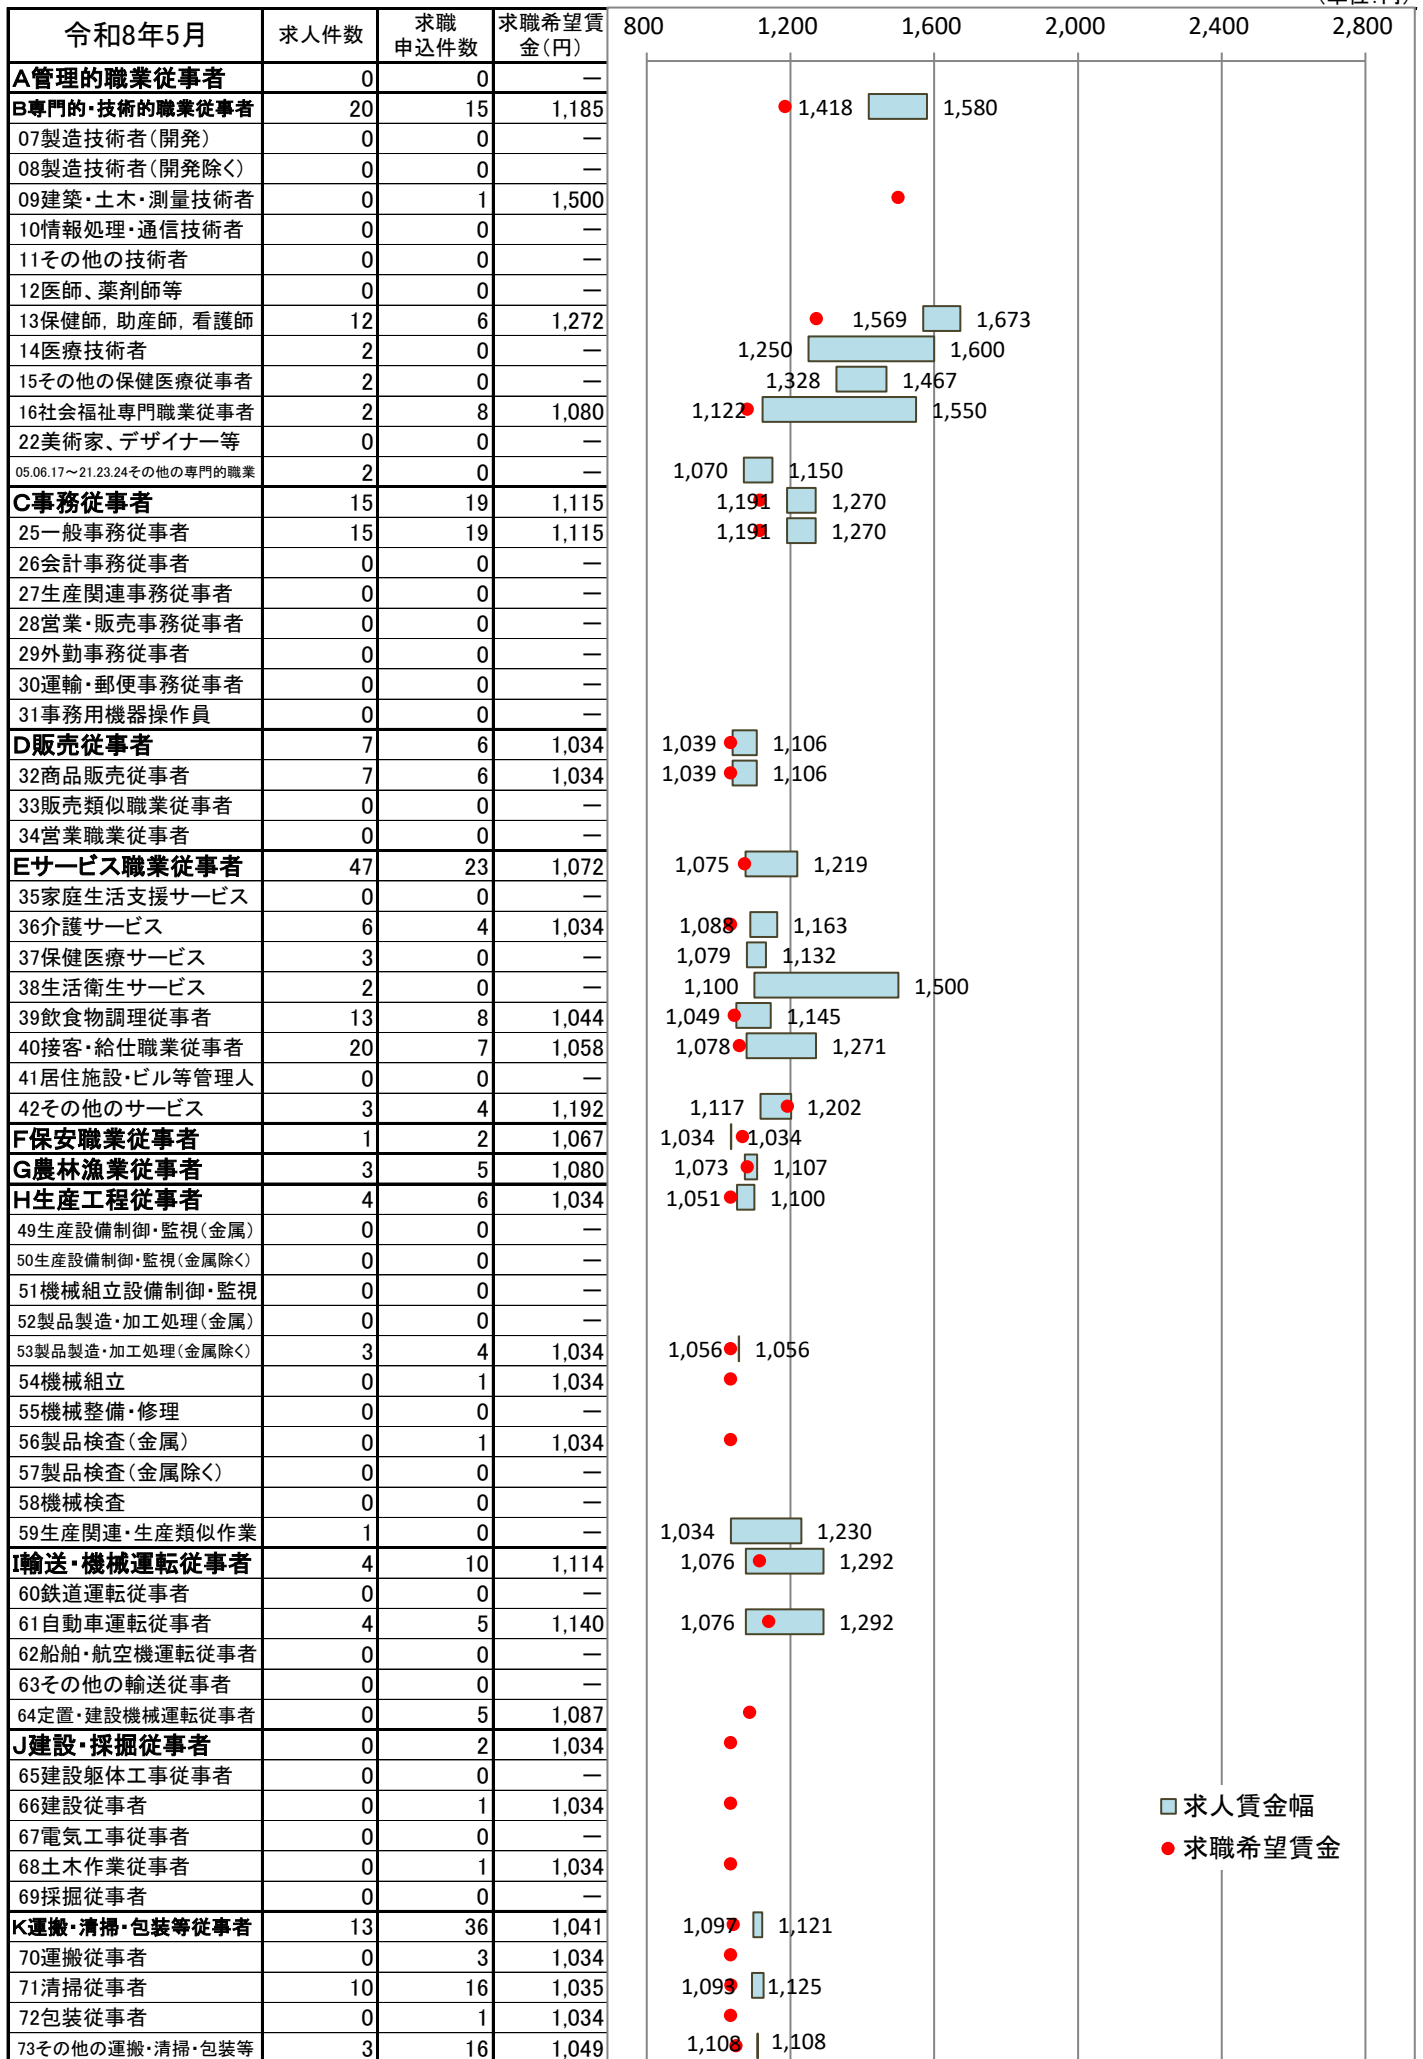 (単位:円)
令和8年5月 求人件数 求職申込件数 求職希望賃金(円) 800 1,200 1,600 2,000 2,400 2,800
A管理的職業従事者 0 0 ―
B専門的・技術的職業従事者 20 15 1,185 1,418 1,580
07製造技術者(開発) 0 0 ―
08製造技術者(開発除く) 0 0 ―
09建築・土木・測量技術者 0 1 1,500
10情報処理・通信技術者 0 0 ―
11その他の技術者 0 0 ―
12医師、薬剤師等 0 0 ―
13保健師, 助産師, 看護師 12 6 1,272 1,569 1,673
14医療技術者 2 0 ― 1,250 1,600
15その他の保健医療従事者 2 0 ― 1,328 1,467
16社会福祉専門職業従事者 2 8 1,080 1,122 1,550
22美術家、デザイナー等 0 0 ―
05.06.17~21.23.24その他の専門的職業 2 0 ― 1,070 1,150
C事務従事者 15 19 1,115 1,191 1,270
25一般事務従事者 15 19 1,115 1,191 1,270
26会計事務従事者 0 0 ―
27生産関連事務従事者 0 0 ―
28営業・販売事務従事者 0 0 ―
29外勤事務従事者 0 0 ―
30運輸・郵便事務従事者 0 0 ―
31事務用機器操作員 0 0 ―
D販売従事者 7 6 1,034 1,039 1,106
32商品販売従事者 7 6 1,034 1,039 1,106
33販売類似職業従事者 0 0 ―
34営業職業従事者 0 0 ―
Eサービス職業従事者 47 23 1,072 1,075 1,219
35家庭生活支援サービス 0 0 ―
36介護サービス 6 4 1,034 1,088 1,163
37保健医療サービス 3 0 ― 1,079 1,132
38生活衛生サービス 2 0 ― 1,100 1,500
39飲食物調理従事者 13 8 1,044 1,049 1,145
40接客・給仕職業従事者 20 7 1,058 1,078 1,271
41居住施設・ビル等管理人 0 0 ―
42その他のサービス 3 4 1,192 1,117 1,202
F保安職業従事者 1 2 1,067 1,034 1,034
G農林漁業従事者 3 5 1,080 1,073 1,107
H生産工程従事者 4 6 1,034 1,051 1,100
49生産設備制御・監視(金属) 0 0 ―
50生産設備制御・監視(金属除く) 0 0 ―
51機械組立設備制御・監視 0 0 ―
52製品製造・加工処理(金属) 0 0 ―
53製品製造・加工処理(金属除く) 3 4 1,034 1,056 1,056
54機械組立 0 1 1,034
55機械整備・修理 0 0 ―
56製品検査(金属) 0 1 1,034
57製品検査(金属除く) 0 0 ―
58機械検査 0 0 ―
59生産関連・生産類似作業 1 0 ― 1,034 1,230
I輸送・機械運転従事者 4 10 1,114 1,076 1,292
60鉄道運転従事者 0 0 ―
61自動車運転従事者 4 5 1,140 1,076 1,292
62船舶・航空機運転従事者 0 0 ―
63その他の輸送従事者 0 0 ―
64定置・建設機械運転従事者 0 5 1,087
J建設・採掘従事者 0 2 1,034
65建設躯体工事従事者 0 0 ―
66建設従事者 0 1 1,034 求人賃金幅
67電気工事従事者 0 0 ―
68土木作業従事者 0 1 1,034 求職希望賃金
69採掘従事者 0 0 ―
K運搬・清掃・包装等従事者 13 36 1,041 1,097 1,121
70運搬従事者 0 3 1,034
71清掃従事者 10 16 1,035 1,093 1,125
72包装従事者 0 1 1,034
73その他の運搬・清掃・包装等 3 16 1,049 1,108 1,108